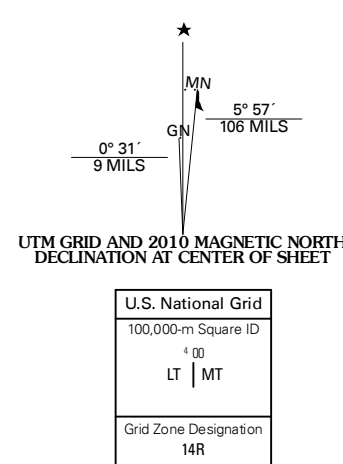 MN
5° 57´
106 MILS
GN
0° 31´
9 MILS
UTM GRID AND 2010 MAGNETIC NORTH
DECLINATION AT CENTER OF SHEET
U.S. National Grid
100,000-m Square ID
4 00
LT MT
Grid Zone Designation
14R